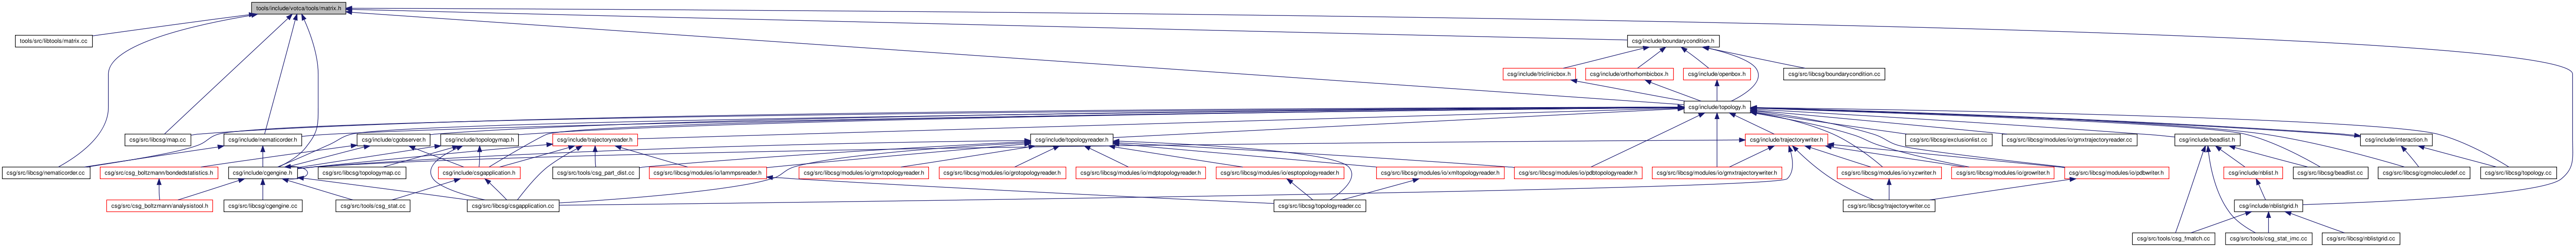 tools/include/votca/tools/matrix.h
tools/src/libtools/matrix.cc
csg/include/boundarycondition.h
csg/include/triclinicbox.h
csg/include/orthorhombicbox.h
csg/include/openbox.h
csg/src/libcsg/boundarycondition.cc
csg/include/topology.h
csg/src/libcsg/map.cc
csg/include/nematicorder.h
csg/include/cgobserver.h
csg/include/topologymap.h
csg/include/trajectoryreader.h
csg/include/topologyreader.h
csg/include/trajectorywriter.h
csg/src/libcsg/exclusionlist.cc
csg/src/libcsg/modules/io/gmxtrajectoryreader.cc
csg/include/beadlist.h
csg/include/interaction.h
csg/src/libcsg/nematicorder.cc
csg/src/csg_boltzmann/bondedstatistics.h
csg/include/cgengine.h
csg/src/libcsg/topologymap.cc
csg/include/csgapplication.h
csg/src/tools/csg_part_dist.cc
csg/src/libcsg/modules/io/lammpsreader.h
csg/src/libcsg/modules/io/gmxtopologyreader.h
csg/src/libcsg/modules/io/grotopologyreader.h
csg/src/libcsg/modules/io/mdptopologyreader.h
csg/src/libcsg/modules/io/esptopologyreader.h
csg/src/libcsg/modules/io/xmltopologyreader.h
csg/src/libcsg/modules/io/pdbtopologyreader.h
csg/src/libcsg/modules/io/gmxtrajectorywriter.h
csg/src/libcsg/modules/io/xyzwriter.h
csg/src/libcsg/modules/io/growriter.h
csg/src/libcsg/modules/io/pdbwriter.h
csg/include/nblist.h
csg/src/libcsg/beadlist.cc
csg/src/libcsg/cgmoleculedef.cc
csg/src/libcsg/topology.cc
csg/src/csg_boltzmann/analysistool.h
csg/src/libcsg/cgengine.cc
csg/src/tools/csg_stat.cc
csg/src/libcsg/csgapplication.cc
csg/src/libcsg/topologyreader.cc
csg/src/libcsg/trajectorywriter.cc
csg/include/nblistgrid.h
csg/src/tools/csg_fmatch.cc
csg/src/tools/csg_stat_imc.cc
csg/src/libcsg/nblistgrid.cc